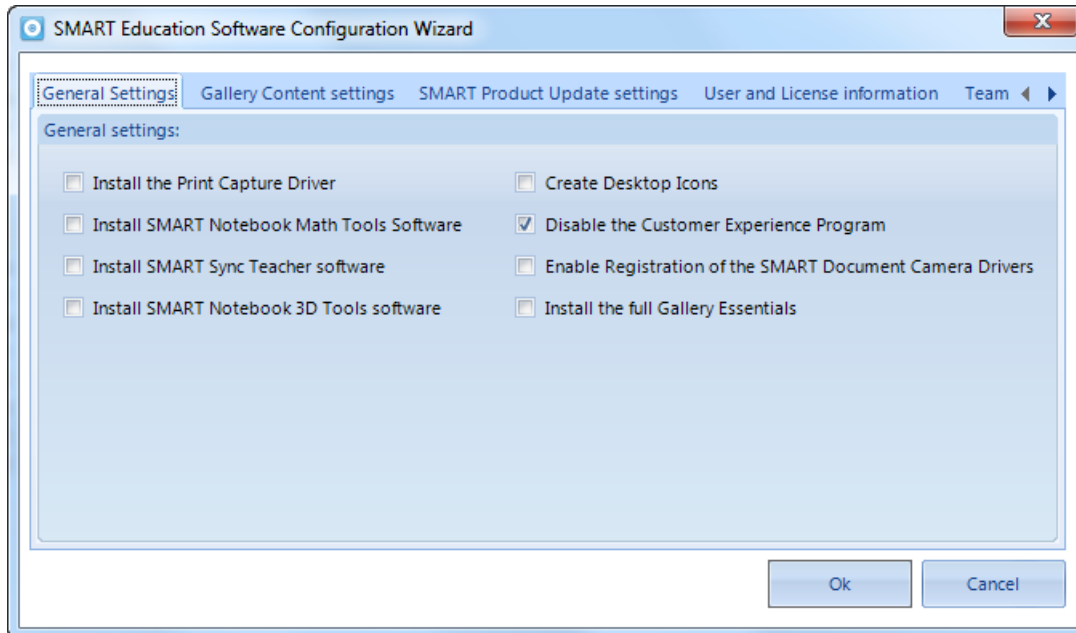 SMART Education Software Configuration Wizard
General Settings Gallery Content settings SMART Product Update settings User and License information Team
General settings:
Install the Print Capture Driver
Install SMART Notebook Math Tools Software
Install SMART Sync Teacher software
Install SMART Notebook 3D Tools software
Create Desktop Icons
Disable the Customer Experience Program
Enable Registration of the SMART Document Camera Drivers
Install the full Gallery Essentials
Ok Cancel